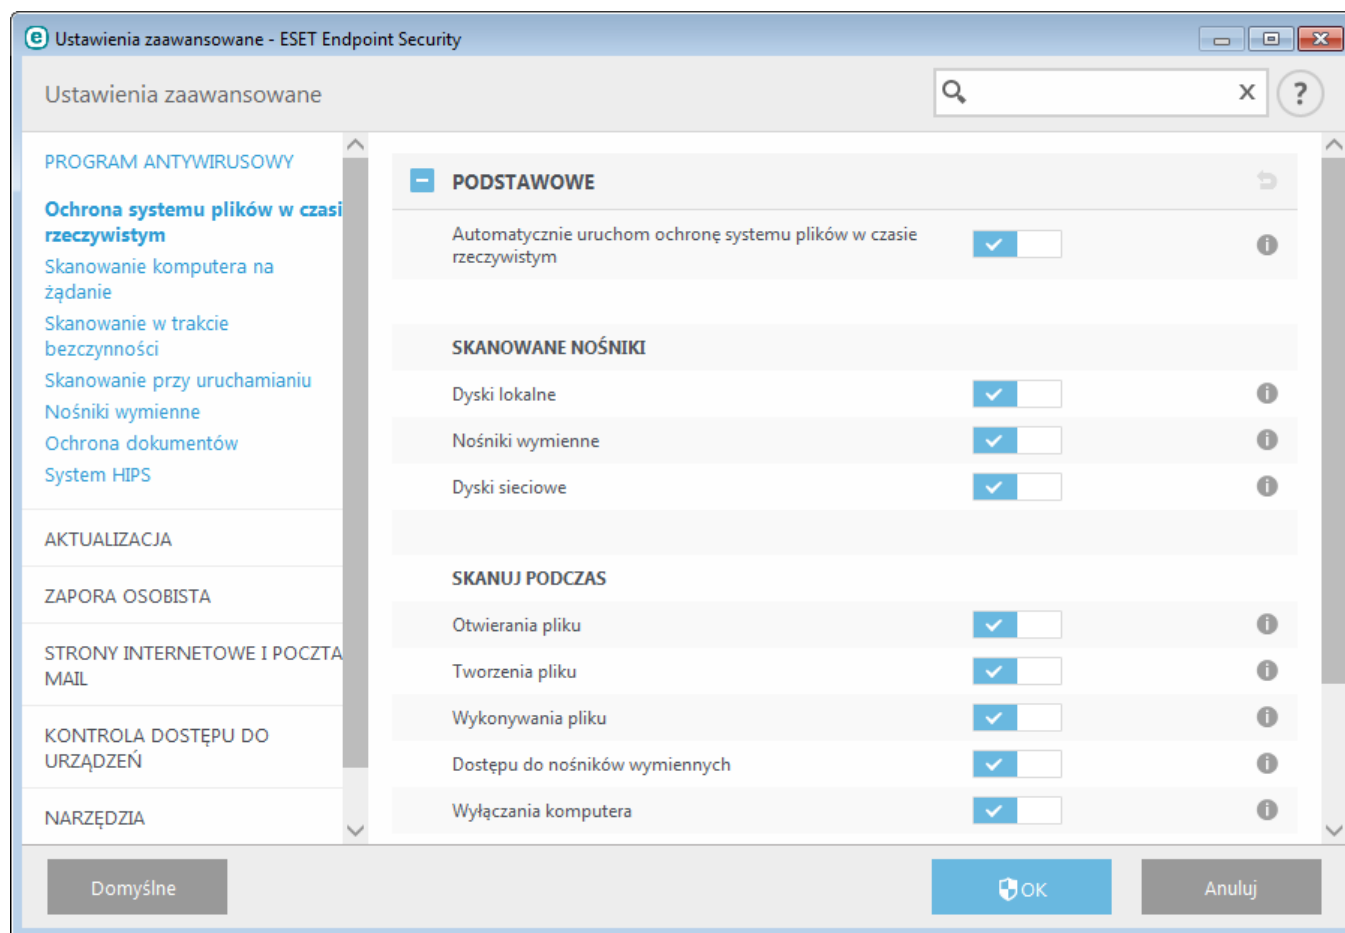 e Ustawienia zaawansowane - ESET Endpoint Security
Ustawienia zaawansowane
x
?
PROGRAM ANTYWIRUSOWY
Ochrona systemu plików w czasi
rzeczywistym
Skanowanie komputera na
żądanie
Skanowanie w trakcie
bezczynności
Skanowanie przy uruchamianiu
Nośniki wymienne
Ochrona dokumentów
System HIPS
AKTUALIZACJA
ZAPORA OSOBISTA
STRONY INTERNETOWE I POCZTA
MAIL
KONTROLA DOSTĘPU DO
URZĄDZEŃ
NARZĘDZIA
PODSTAWOWE
Automatycznie uruchom ochronę systemu plików w czasie
rzeczywistym
SKANOWANE NOŚNIKI
Dyski lokalne
Nośniki wymienne
Dyski sieciowe
SKANUJ PODCZAS
Otwierania pliku
Tworzenia pliku
Wykonywania pliku
Dostępu do nośników wymiennych
Wyłączania komputera
Domyślne
OK
Anuluj